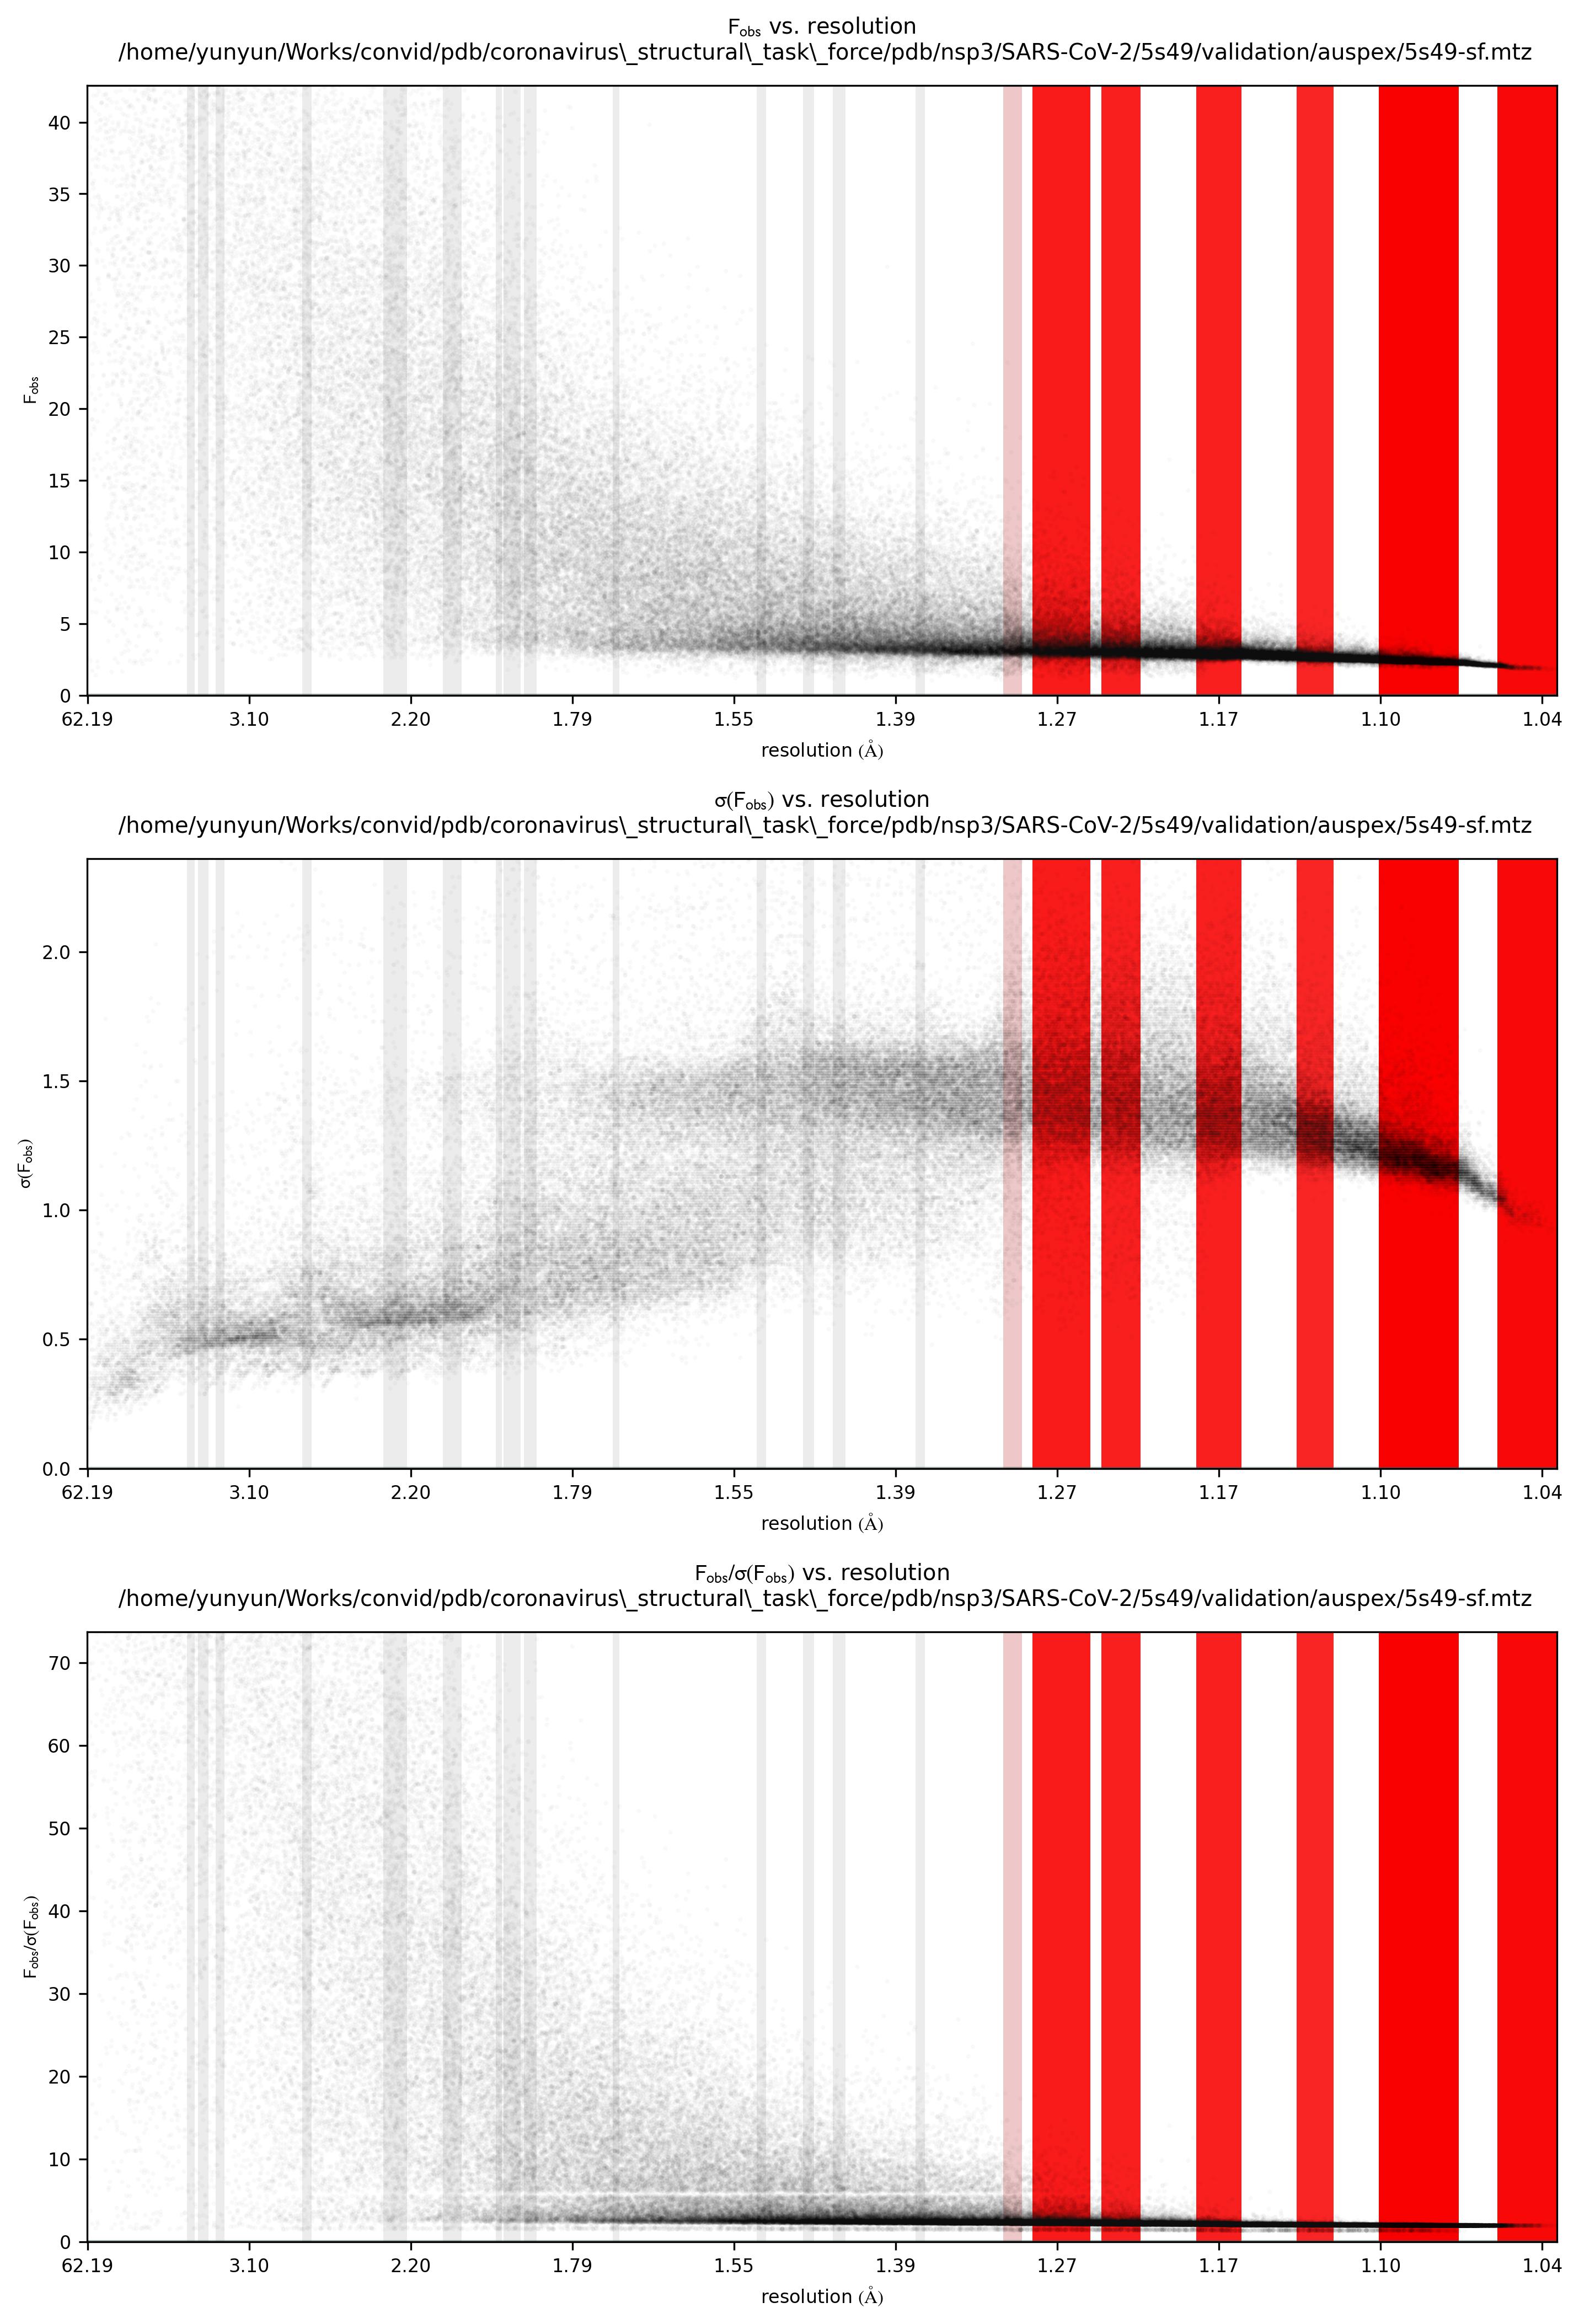 F_obs vs. resolution
/home/yunyun/Works/convid/pdb/coronavirus\_structural\_task\_force/pdb/nsp3/SARS-CoV-2/5s49/validation/auspex/5s49-sf.mtz
40
35
30
25
20
15
10
5
0
F_obs
62.19 3.10 2.20 1.79 1.55 1.39 1.27 1.17 1.10 1.04
resolution (Å)
σ(F_obs) vs. resolution
/home/yunyun/Works/convid/pdb/coronavirus\_structural\_task\_force/pdb/nsp3/SARS-CoV-2/5s49/validation/auspex/5s49-sf.mtz
2.0
1.5
1.0
0.5
0.0
σ(F_obs)
62.19 3.10 2.20 1.79 1.55 1.39 1.27 1.17 1.10 1.04
resolution (Å)
F_obs/σ(F_obs) vs. resolution
/home/yunyun/Works/convid/pdb/coronavirus\_structural\_task\_force/pdb/nsp3/SARS-CoV-2/5s49/validation/auspex/5s49-sf.mtz
70
60
50
40
30
20
10
0
F_obs/σ(F_obs)
62.19 3.10 2.20 1.79 1.55 1.39 1.27 1.17 1.10 1.04
resolution (Å)